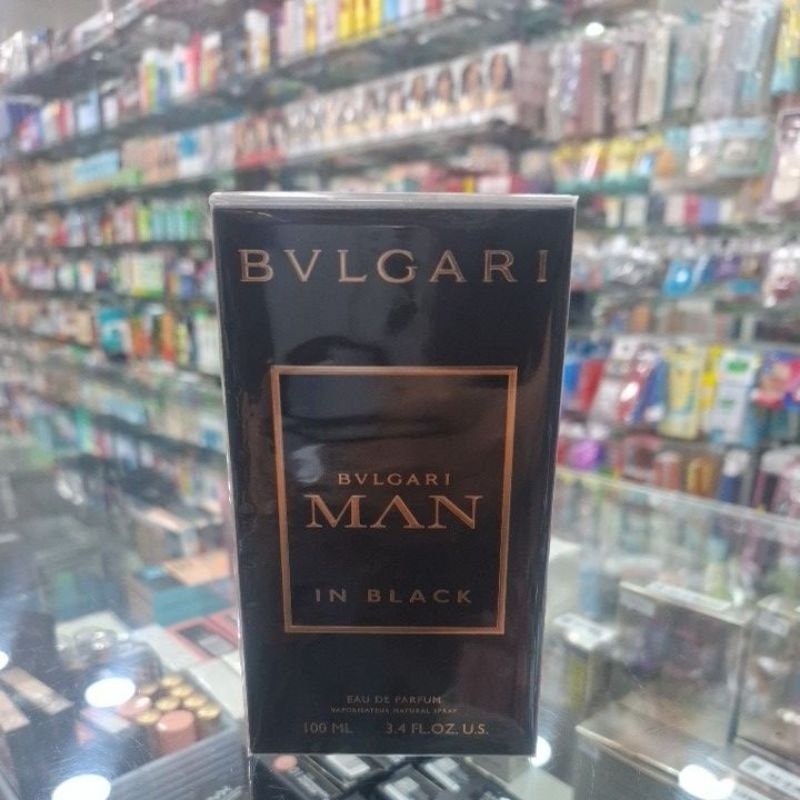 BVLGARI
BVLGARI
MAN
IN BLACK
EAU DE PARFUM
VAPORISATEUR NATURAL SPRAY
100 ML 3.4 FL.OZ. U.S.